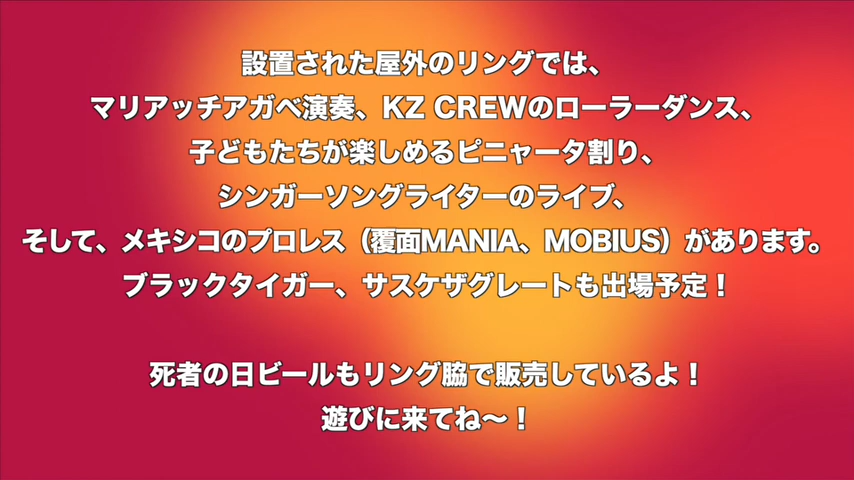 設置された屋外のリングでは、
マリアッチアガベ演奏、KZ CREWのローラーダンス、
子どもたちが楽しめるピニャータ割り、
シンガーソングライターのライブ、
そして、メキシコのプロレス（覆面MANIA、MOBIUS）があります。
ブラックタイガー、サスケザグレートも出場予定！
死者の日ビールもリング脇で販売しているよ！
遊びに来てね〜！